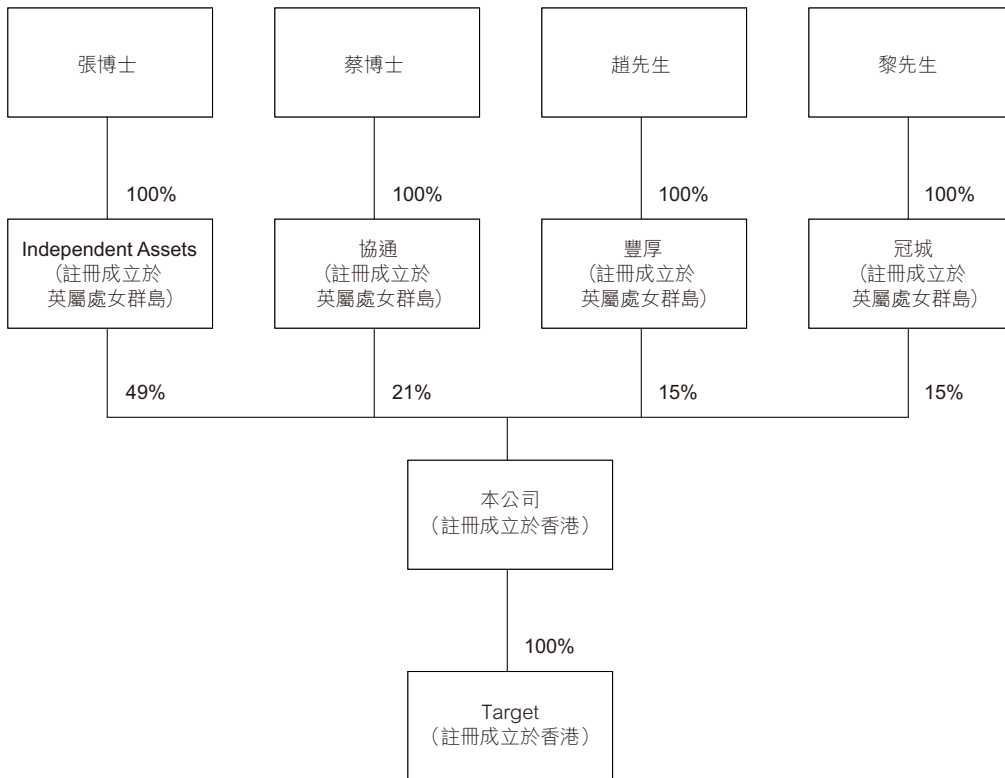 張博士
蔡博士
趙先生
黎先生
100%
100%
100%
100%
Independent Assets
（註冊成立於
英屬處女群島）
協通
（註冊成立於
英屬處女群島）
豐厚
（註冊成立於
英屬處女群島）
冠城
（註冊成立於
英屬處女群島）
49%
21%
15%
15%
本公司
（註冊成立於香港）
100%
Target
（註冊成立於香港）